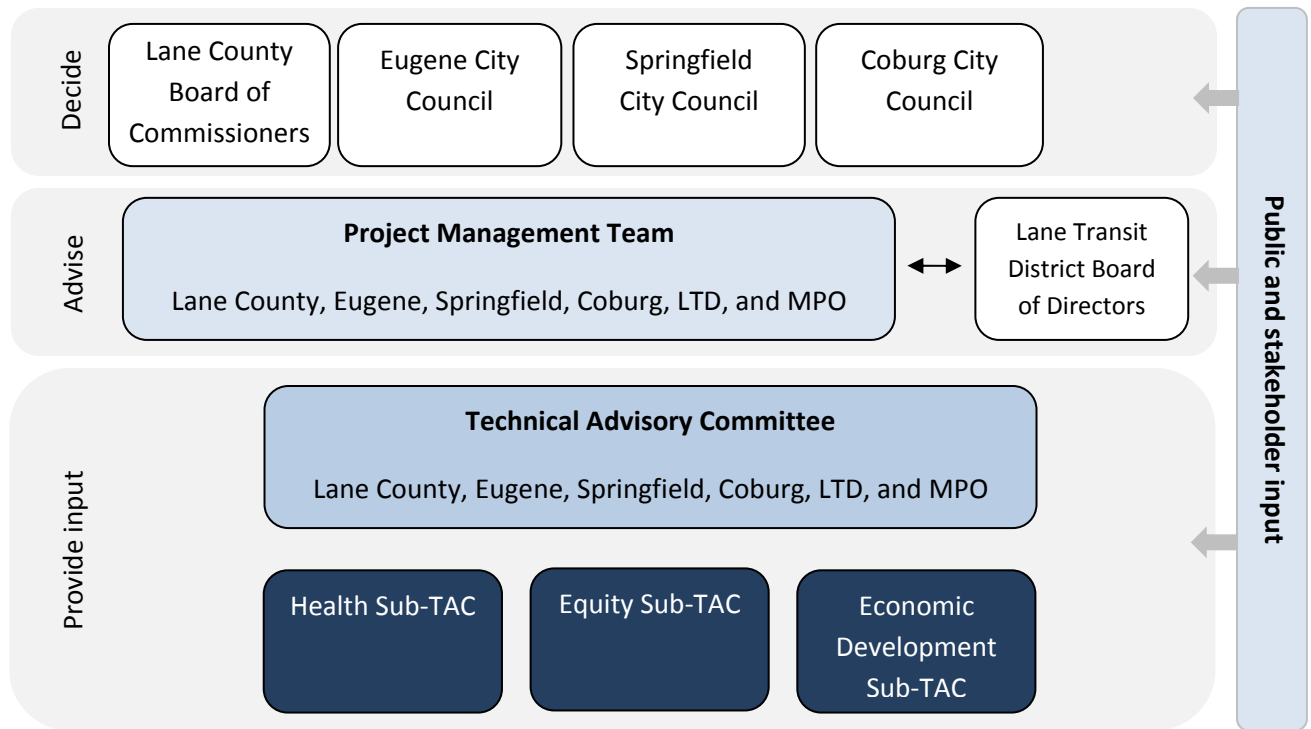 Decide
Lane County
Board of
Commissioners
Eugene City
Council
Springfield
City Council
Coburg City
Council
Advise
Project Management Team
Lane County, Eugene, Springfield, Coburg, LTD, and MPO
Lane Transit
District Board
of Directors
Provide input
Technical Advisory Committee
Lane County, Eugene, Springfield, Coburg, LTD, and MPO
Health Sub-TAC
Equity Sub-TAC
Economic
Development
Sub-TAC
Public and stakeholder input